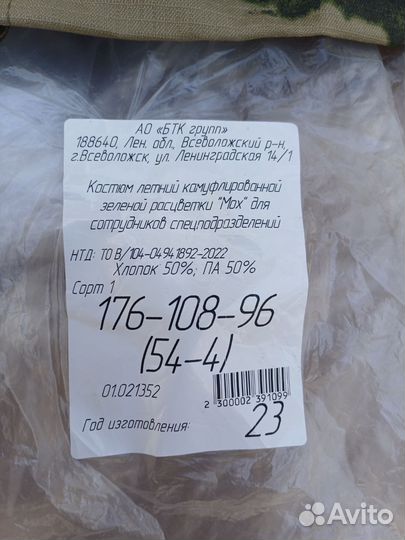 АО «БТК групп»
188640, Лен. обл, Всеволожский р-н,
г.Всеволожск, ул. Ленинградская 14/1
Костюм летний камуфлированной
зеленой расцветки "Мох" для
сотрудников спецподразделений
НТД: ТО В/104-04941892-2022
Хлопок 50%; ПА 50%
Сорт 1
176-108-96
(54-4)
01.021352
2 300002 391099
Год изготовления: 23
Avito